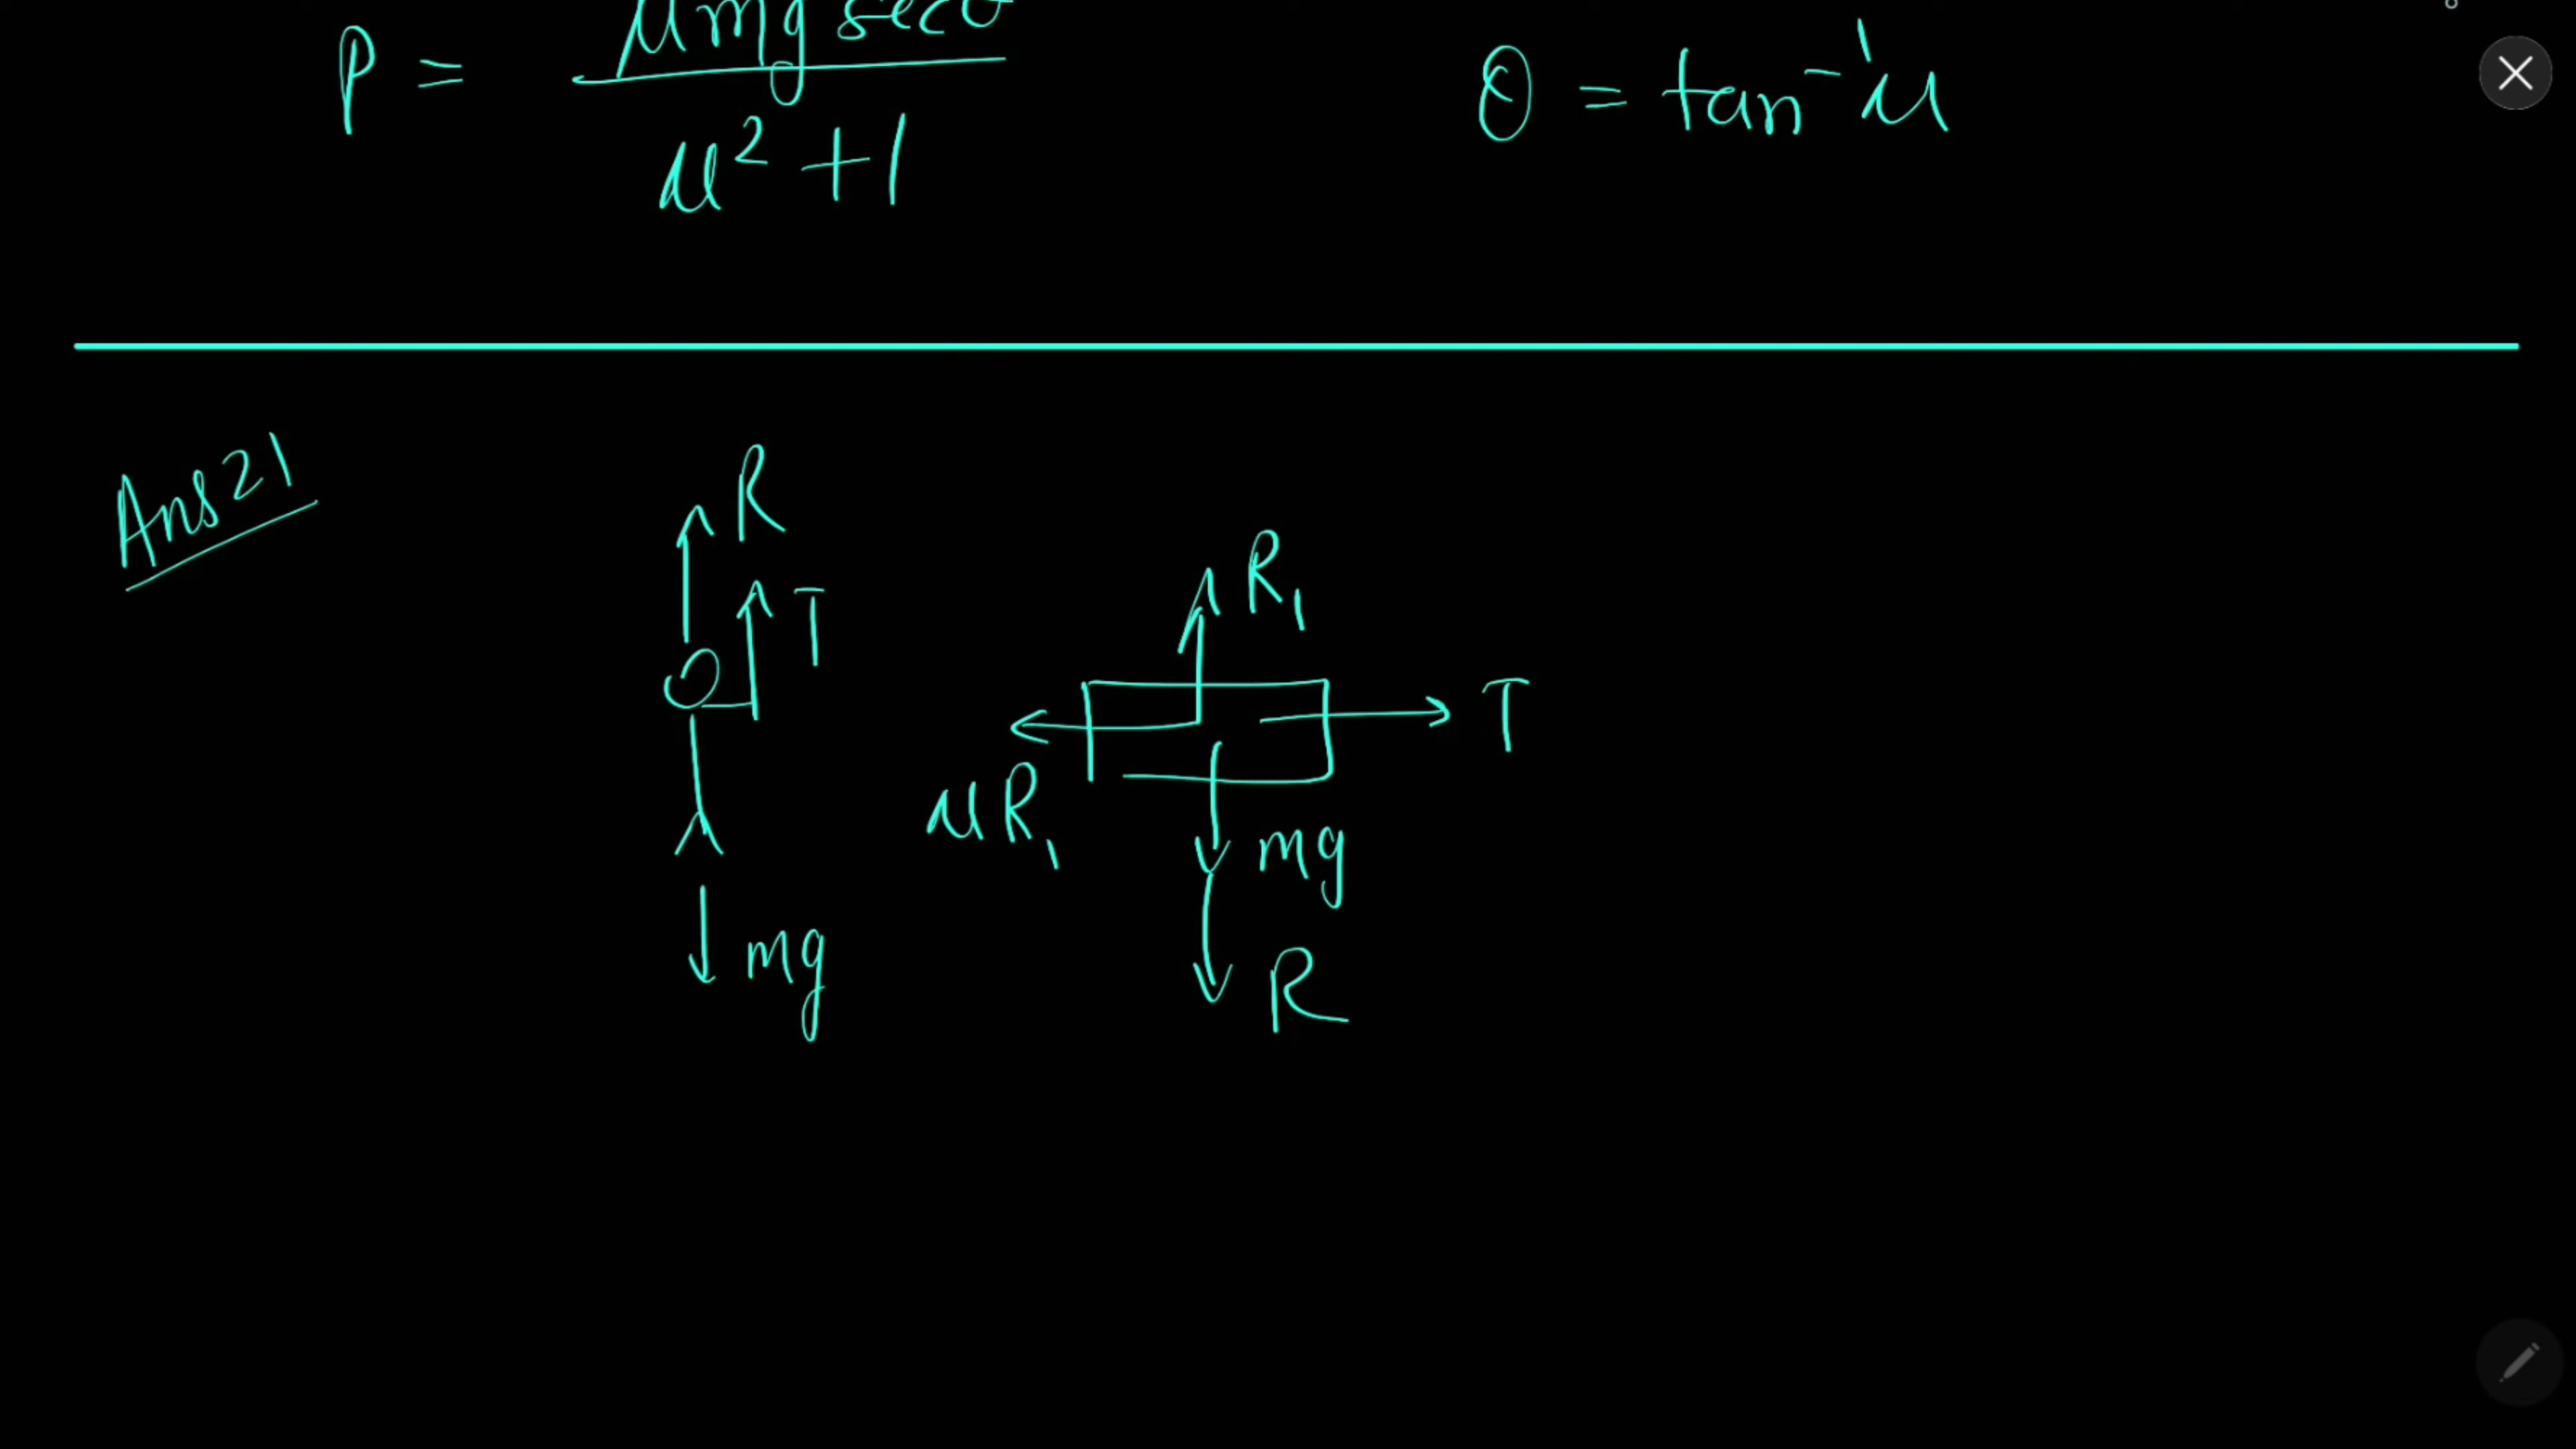 P = μmg secθ / μ² + 1
θ = tan⁻¹μ
Ans 21
R
T
mg
R₁
T
μR₁
mg
R